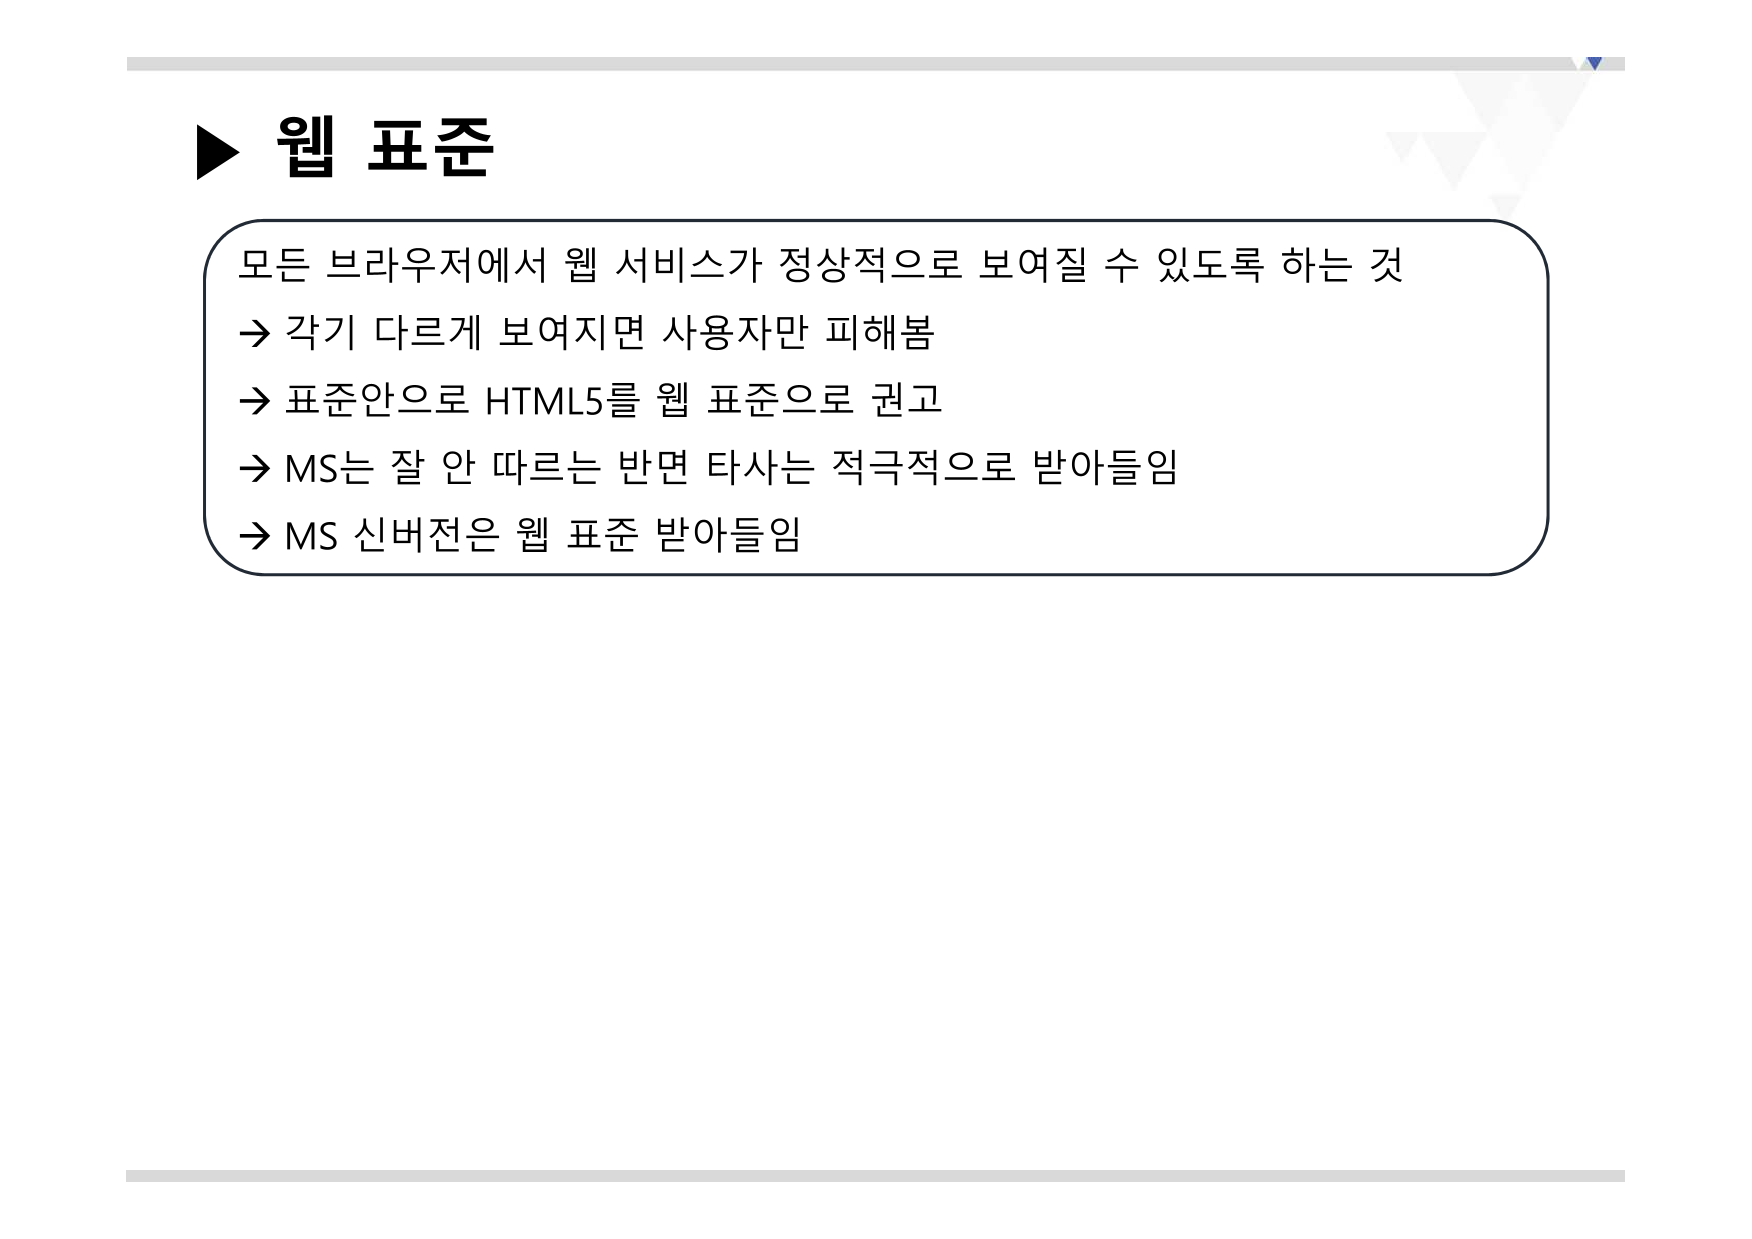 ▶ 웹 표준
모든 브라우저에서 웹 서비스가 정상적으로 보여질 수 있도록 하는 것
→ 각기 다르게 보여지면 사용자만 피해봄
→ 표준안으로 HTML5를 웹 표준으로 권고
→ MS는 잘 안 따르는 반면 타사는 적극적으로 받아들임
→ MS 신버전은 웹 표준 받아들임